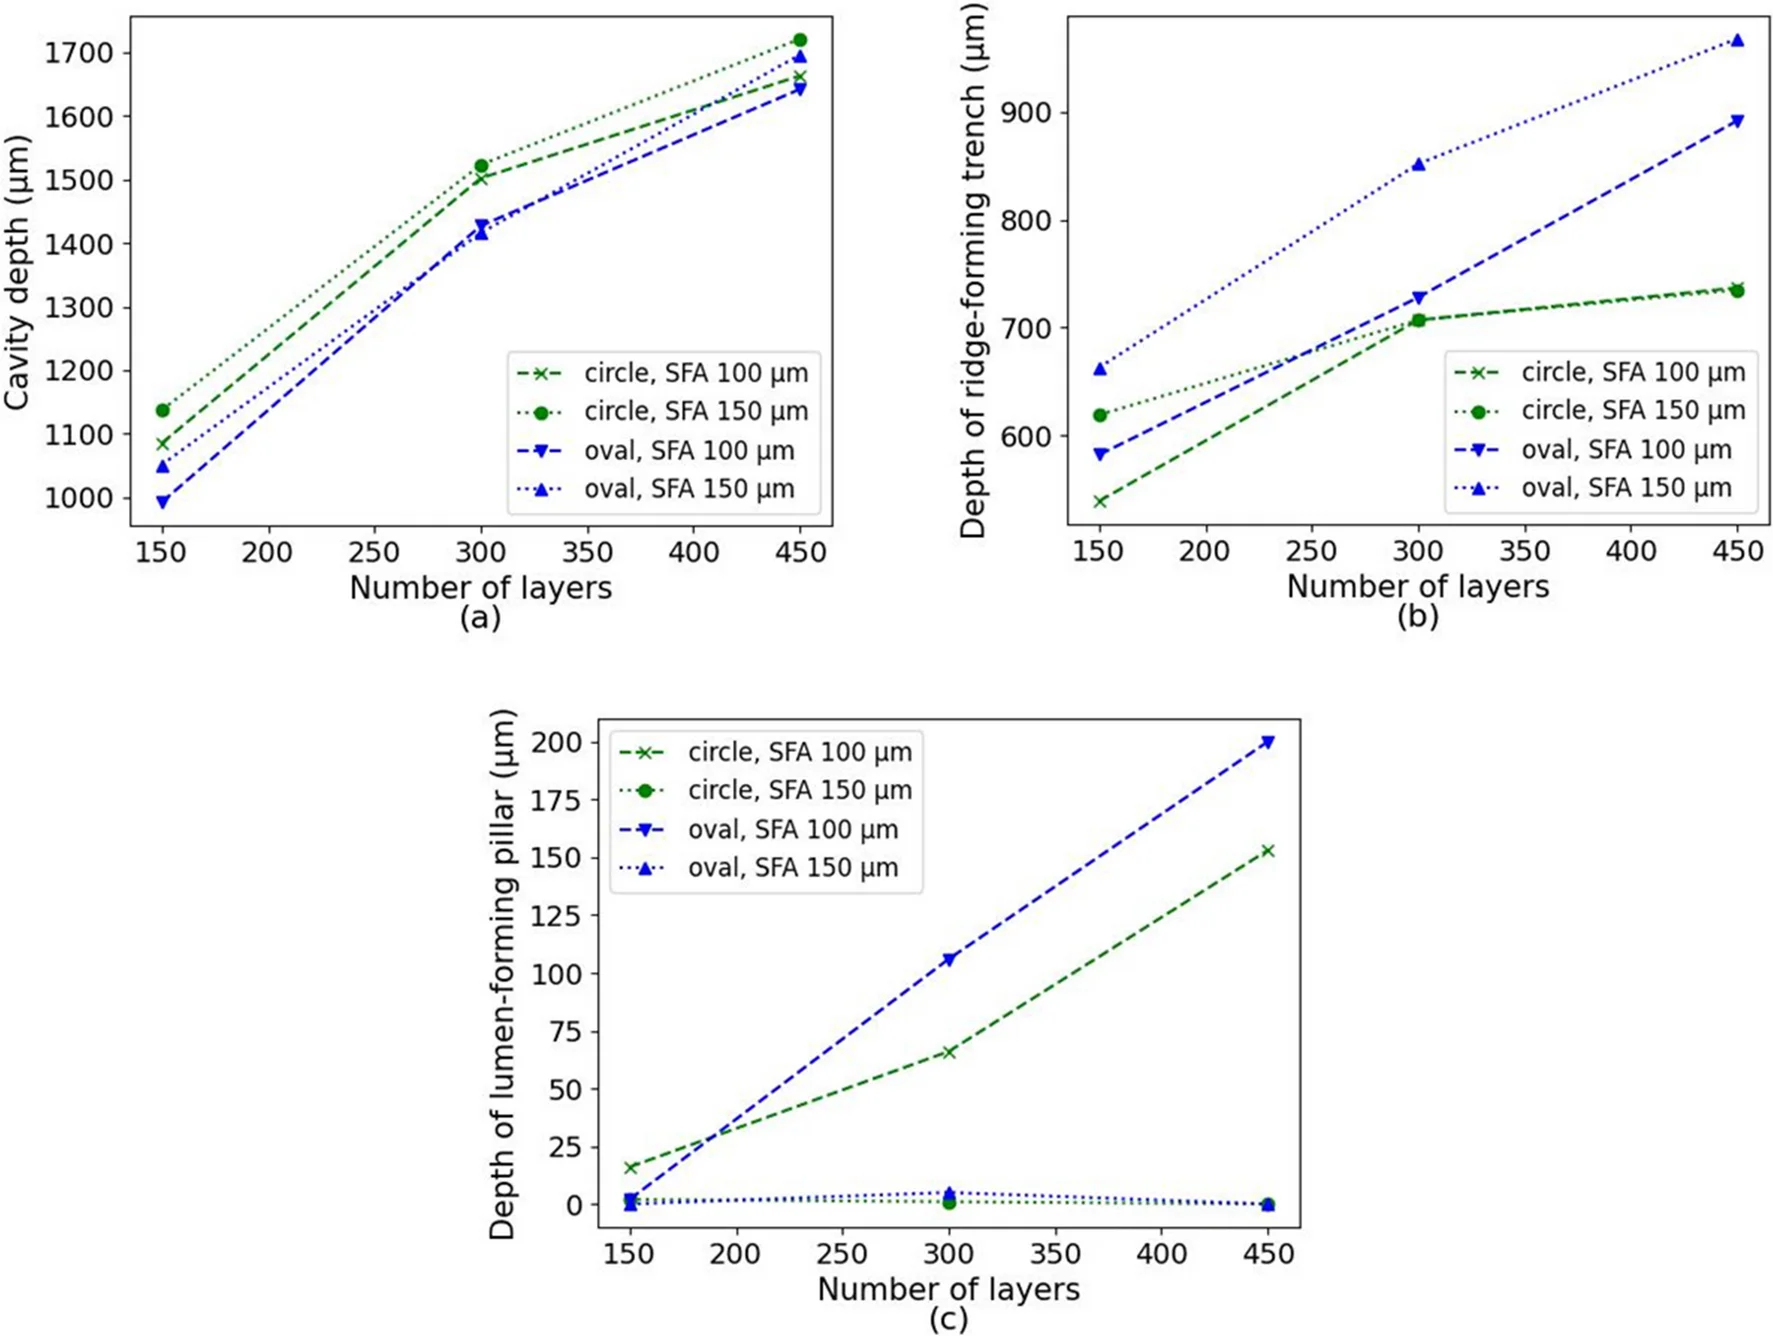 Cavity depth (µm)
1700
1600
1500
1400
1300
1200
1100
1000
circle, SFA 100 µm
circle, SFA 150 µm
oval, SFA 100 µm
oval, SFA 150 µm
150 200 250 300 350 400 450
Number of layers
(a)
Depth of ridge-forming trench (µm)
900
800
700
600
circle, SFA 100 µm
circle, SFA 150 µm
oval, SFA 100 µm
oval, SFA 150 µm
150 200 250 300 350 400 450
Number of layers
(b)
Depth of lumen-forming pillar (µm)
200
175
150
125
100
75
50
25
0
circle, SFA 100 µm
circle, SFA 150 µm
oval, SFA 100 µm
oval, SFA 150 µm
150 200 250 300 350 400 450
Number of layers
(c)